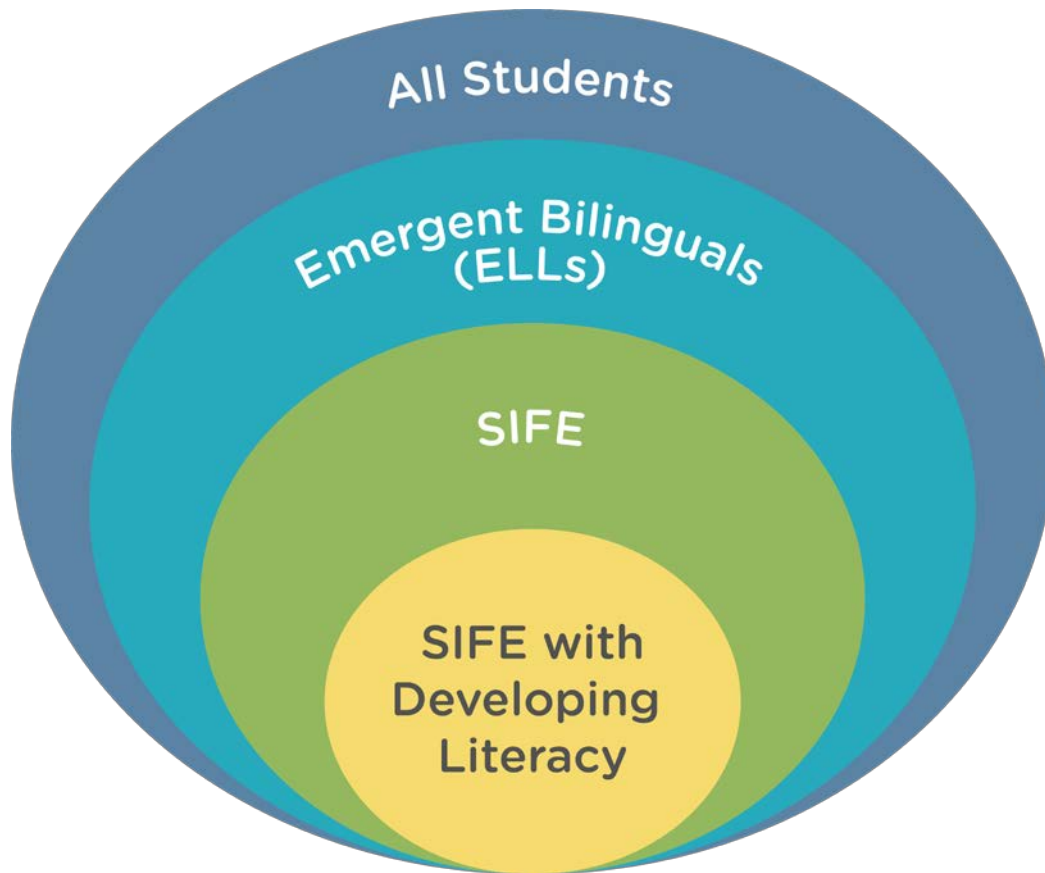 All Students
Emergent Bilinguals
(ELLs)
SIFE
SIFE with
Developing
Literacy